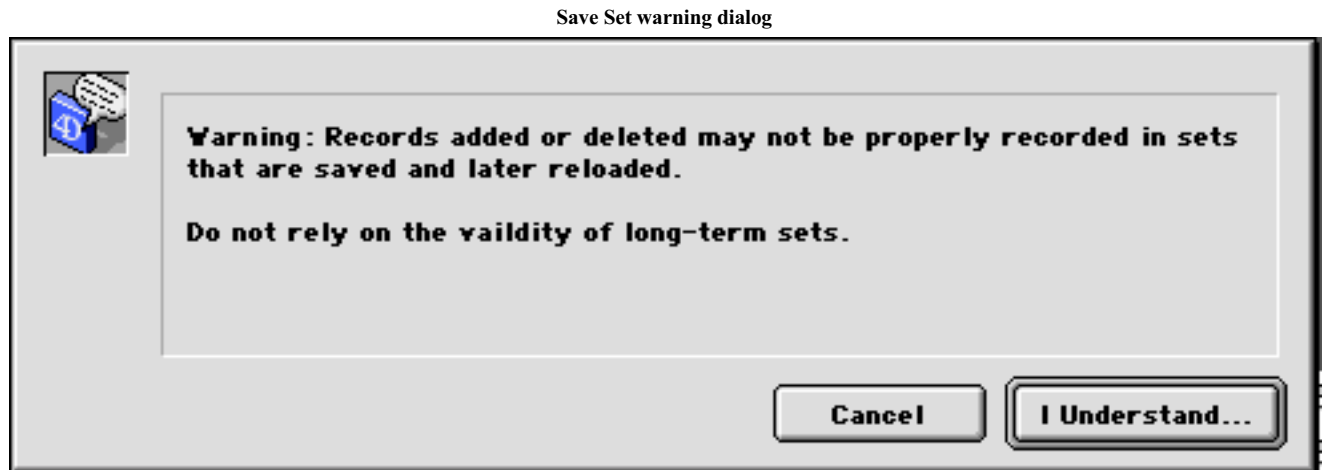 Save Set warning dialog
4D
Warning: Records added or deleted may not be properly recorded in sets
that are saved and later reloaded.
Do not rely on the vaildity of long-term sets.
Cancel
I Understand...